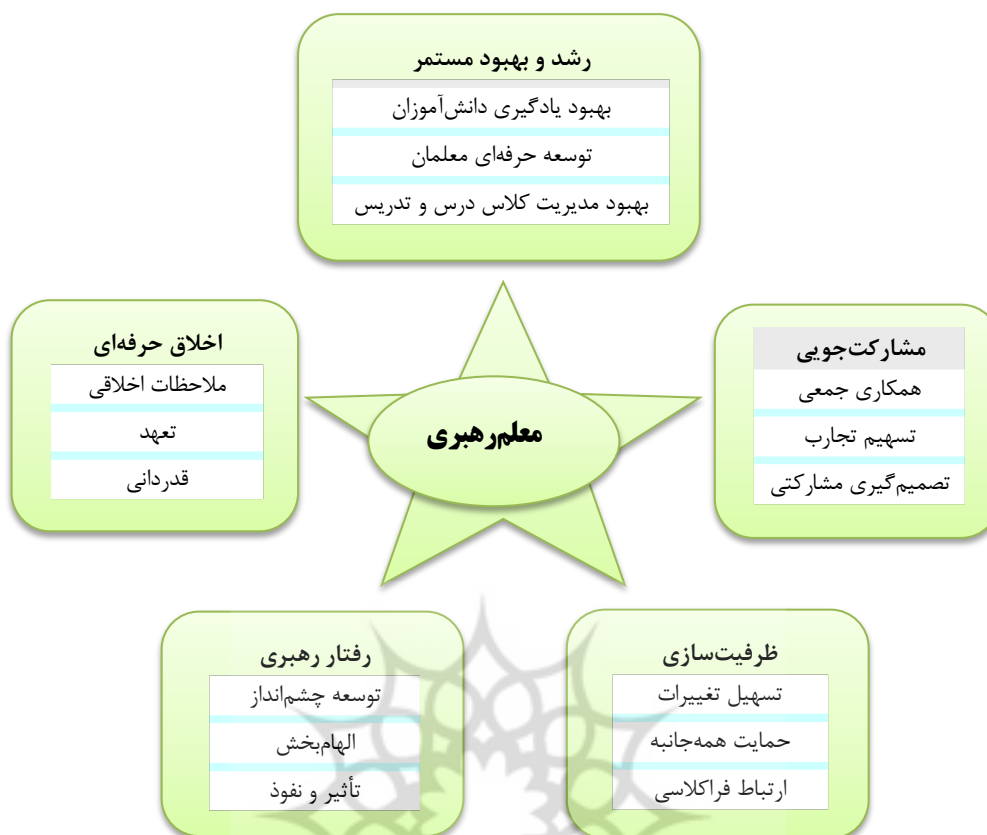 رشد و بهبود مستمر
بهبود یادگیری دانش‌آموزان
توسعه حرفه‌ای معلمان
بهبود مدیریت کلاس درس و تدریس
مشارکت‌جویی
همکاری جمعی
تسهیم تجارب
تصمیم‌گیری مشارکتی
اخلاق حرفه‌ای
ملاحظات اخلاقی
تعهد
قدردانی
معلم‌رهبری
ظرفیت‌سازی
تسهیل تغییرات
حمایت همه‌جانبه
ارتباط فراکلاسی
رفتار رهبری
توسعه چشم‌انداز
الهام‌بخش
تأثیر و نفوذ